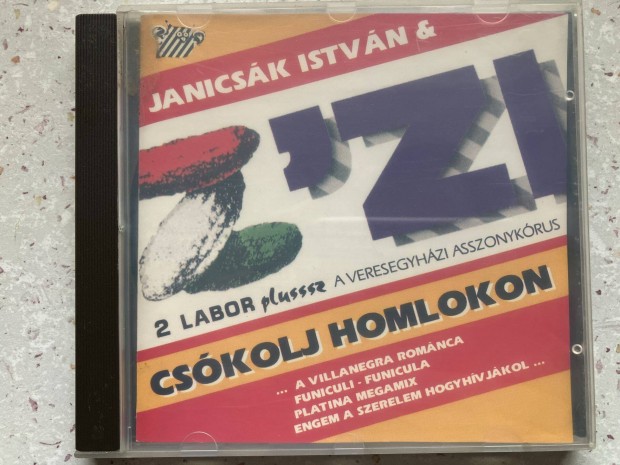 JANICSÁK ISTVÁN &
'ZI
2 LABOR plusssz A VERESEGYHÁZI ASSZONYKÓRUS
CSÓKOLJ HOMLOKON
... A VILLANEGRA ROMÁNCA
FUNICULI - FUNICULA
PLATINA MEGAMIX
ENGEM A SZERELEM HOGYHÍVJÁKOL ...